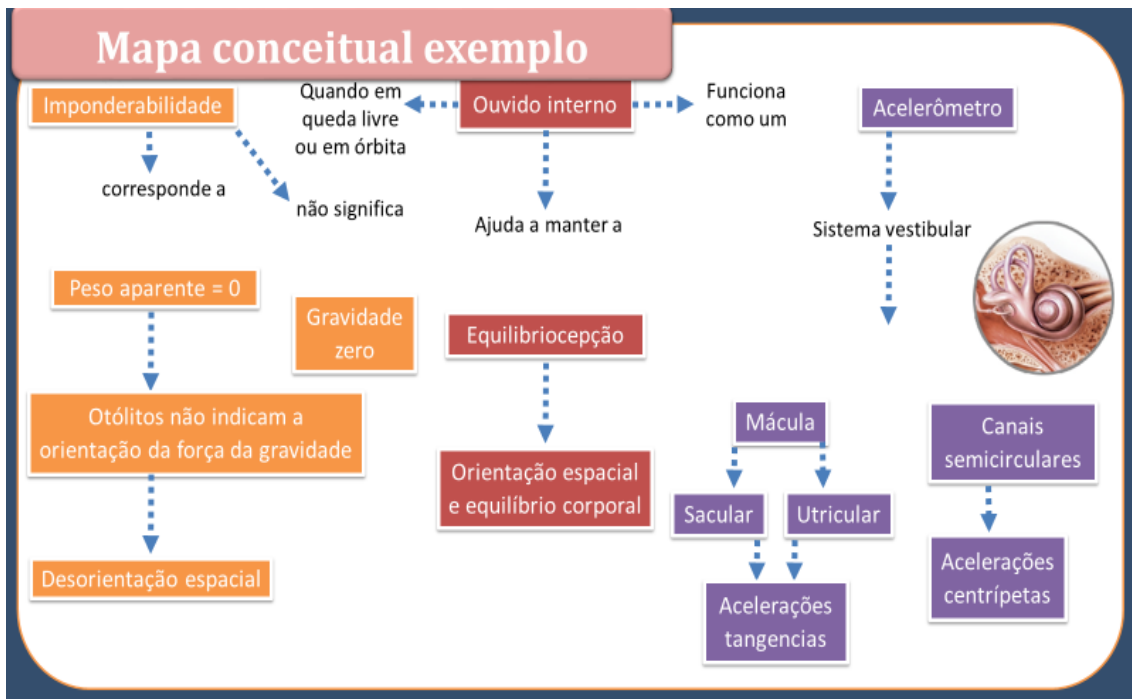 Mapa conceitual exemplo
Imponderabilidade
Quando em
queda livre
ou em órbita
Ouvido interno
Funciona
como um
Acelerômetro
corresponde a
não significa
Ajuda a manter a
Sistema vestibular
Peso aparente = 0
Gravidade
zero
Equilibriocepção
Otólitos não indicam a
orientação da força da gravidade
Orientação espacial
e equilíbrio corporal
Mácula
Canais
semicirculares
Sacular
Utricular
Desorientação espacial
Acelerações
tangencias
Acelerações
centrípetas